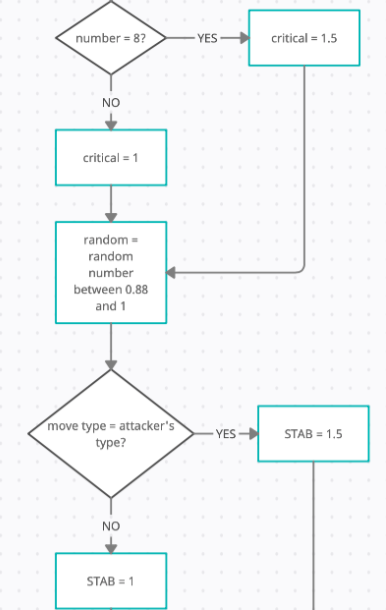 number = 8?
YES
critical = 1.5
NO
critical = 1
random =
random
number
between 0.88
and 1
move type = attacker's
type?
YES
STAB = 1.5
NO
STAB = 1